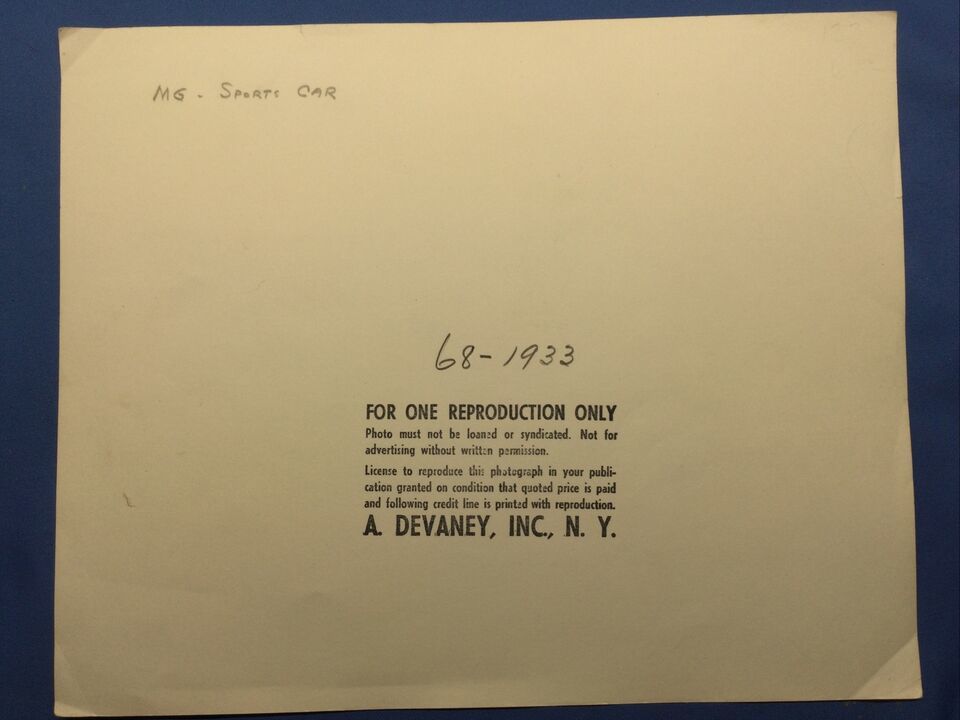 MG - SPORTS CAR
68-1933
FOR ONE REPRODUCTION ONLY
Photo must not be loaned or syndicated. Not for
advertising without written permission.
License to reproduce this photograph in your publi-
cation granted on condition that quoted price is paid
and following credit line is printed with reproduction.
A. DEVANEY, INC., N. Y.